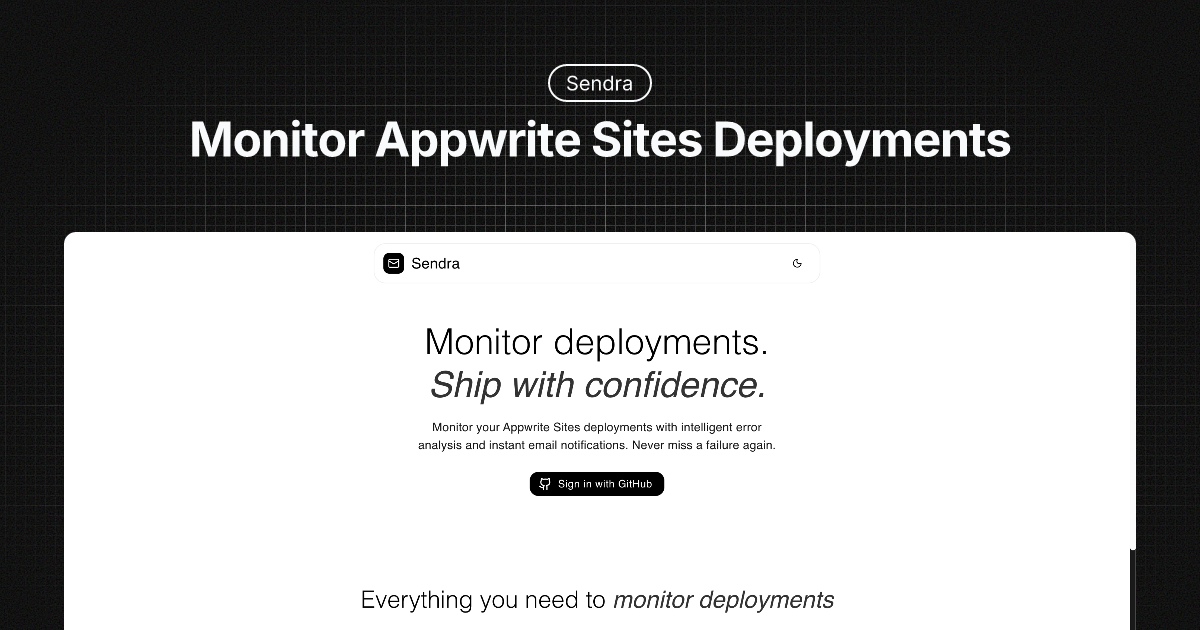 Sendra
Monitor Appwrite Sites Deployments
Sendra
Monitor deployments.
Ship with confidence.
Monitor your Appwrite Sites deployments with intelligent error
analysis and instant email notifications. Never miss a failure again.
Sign in with GitHub
Everything you need to monitor deployments